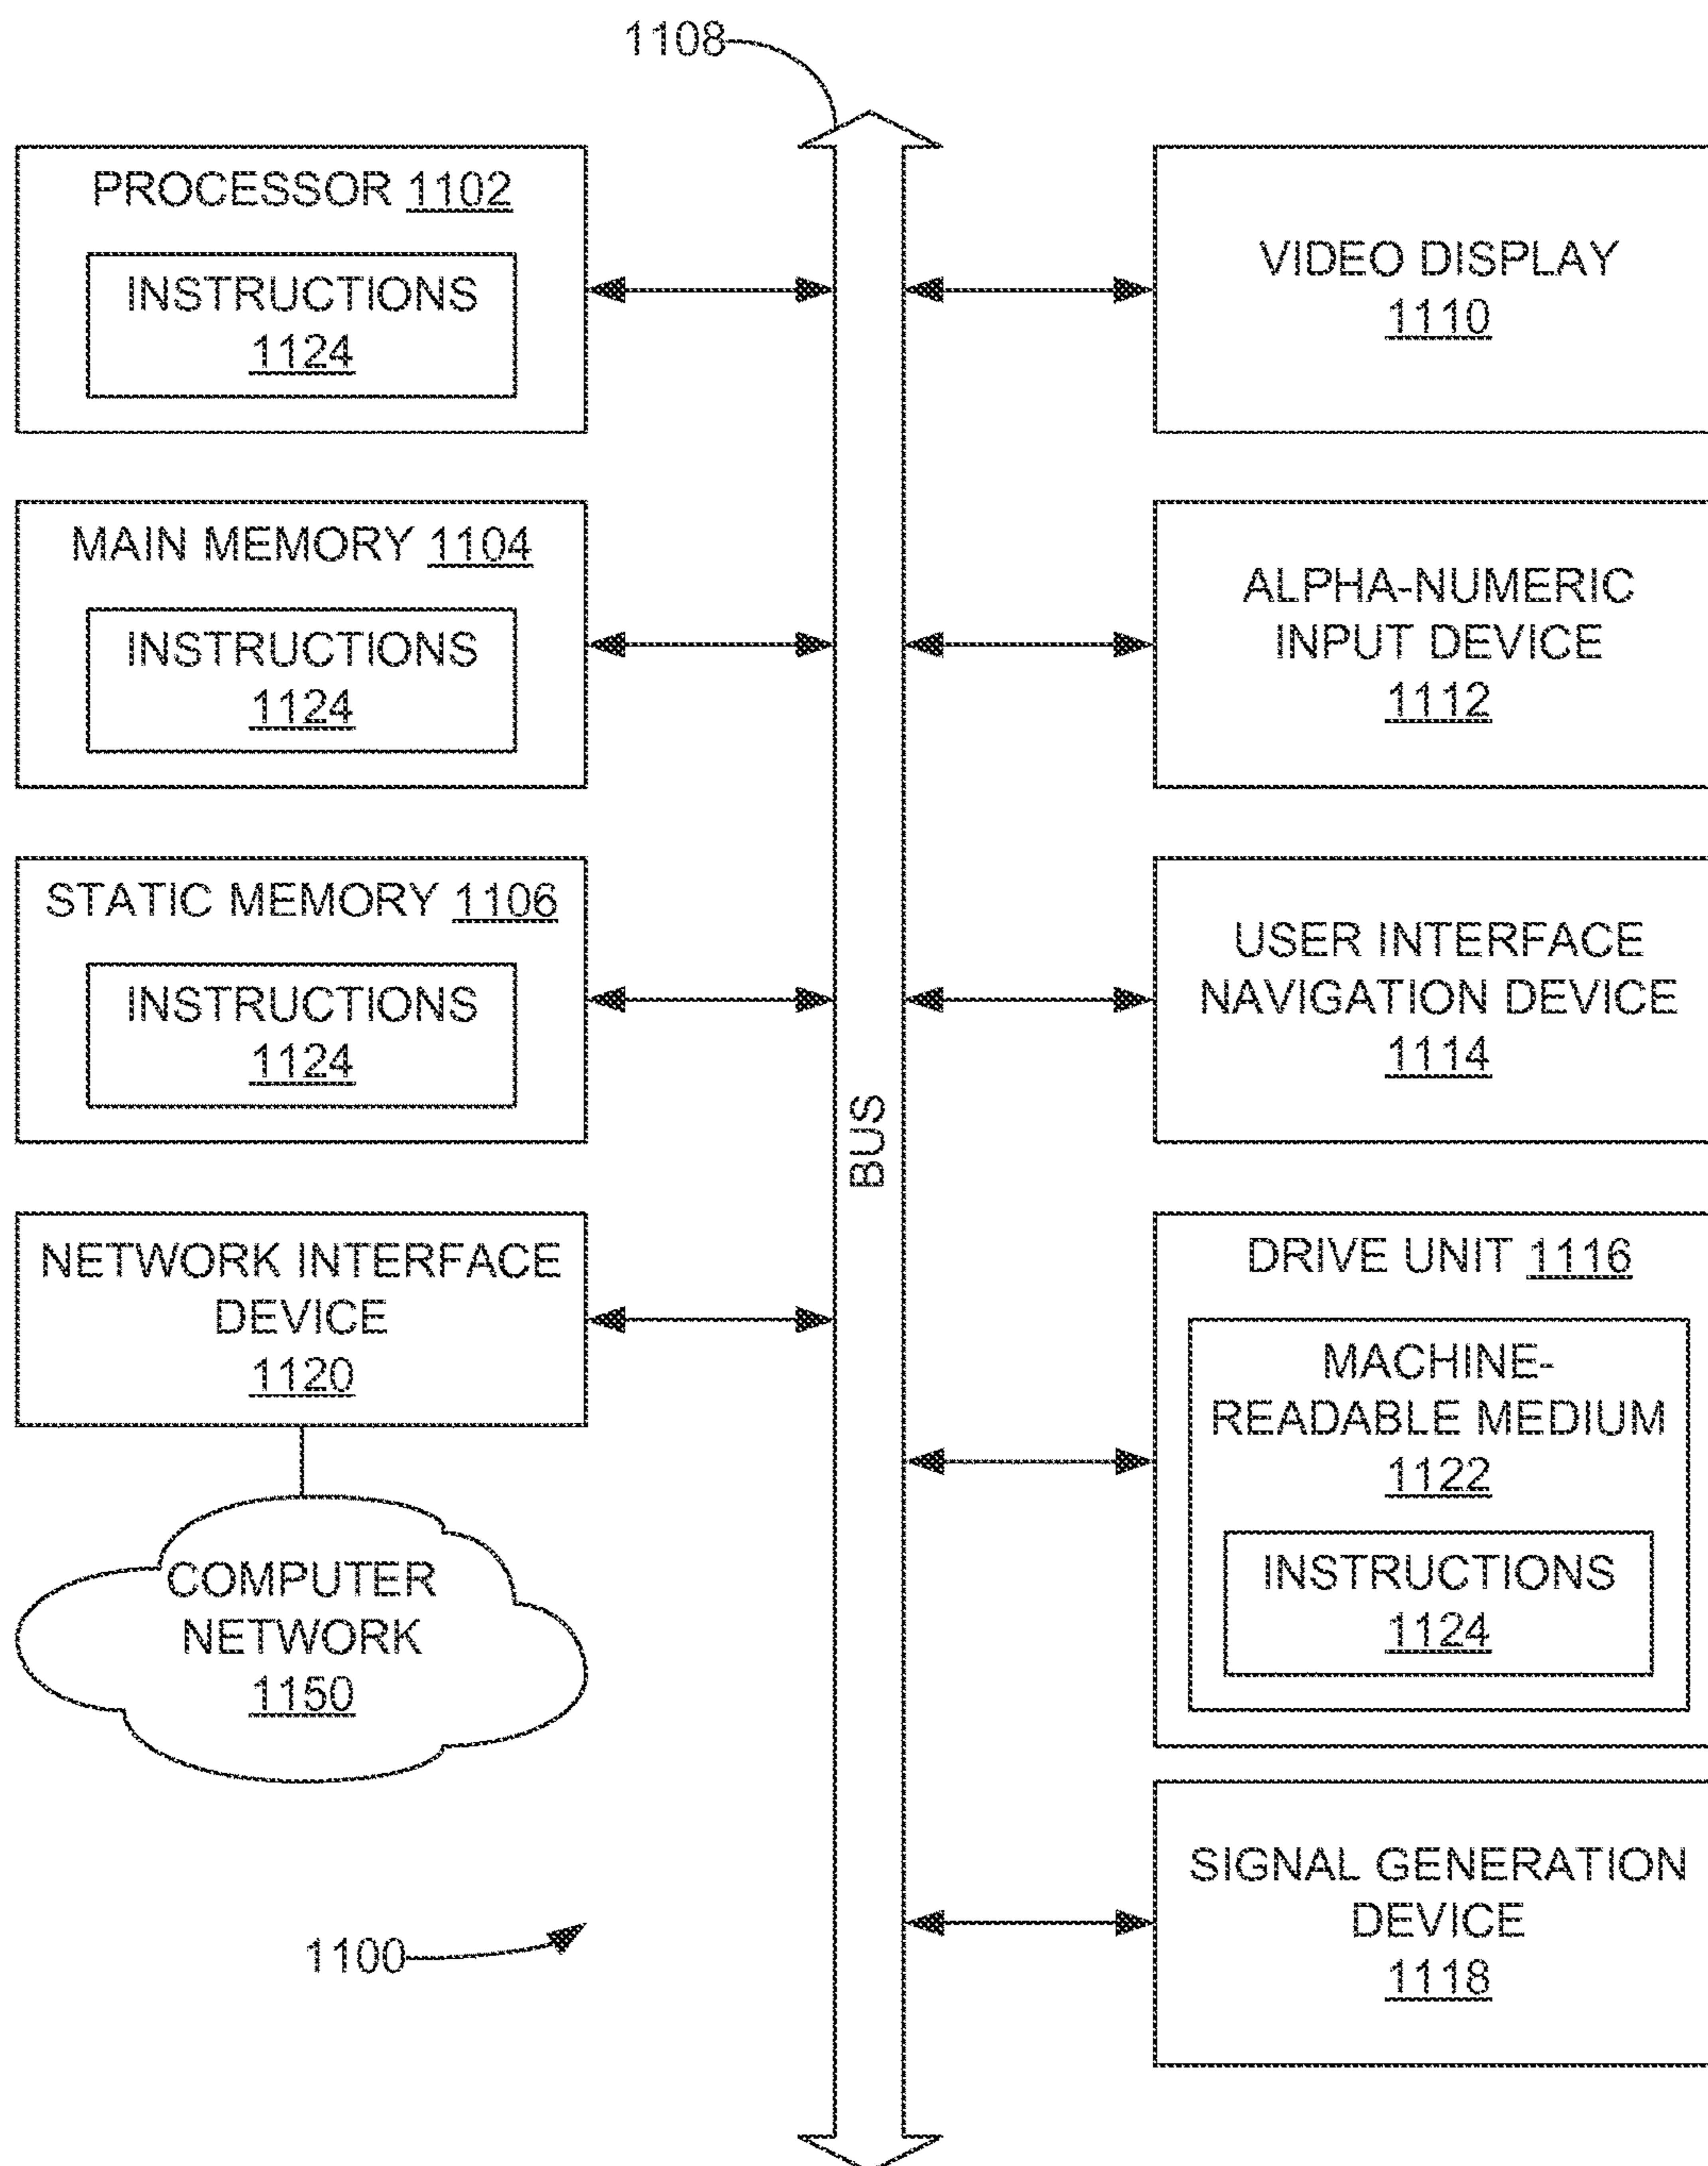 1108
PROCESSOR 1102
INSTRUCTIONS
1124
MAIN MEMORY 1104
INSTRUCTIONS
1124
STATIC MEMORY 1106
INSTRUCTIONS
1124
NETWORK INTERFACE
DEVICE
1120
COMPUTER
NETWORK
1150
1100
BUS
VIDEO DISPLAY
1110
ALPHA-NUMERIC
INPUT DEVICE
1112
USER INTERFACE
NAVIGATION DEVICE
1114
DRIVE UNIT 1116
MACHINE-
READABLE MEDIUM
1122
INSTRUCTIONS
1124
SIGNAL GENERATION
DEVICE
1118